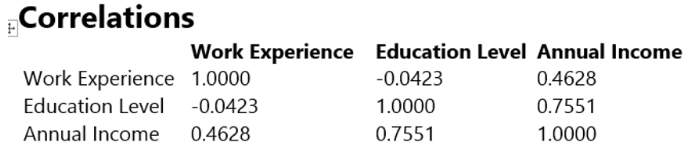 Correlations
Work Experience Education Level Annual Income
Work Experience 1.0000 -0.0423 0.4628
Education Level -0.0423 1.0000 0.7551
Annual Income 0.4628 0.7551 1.0000